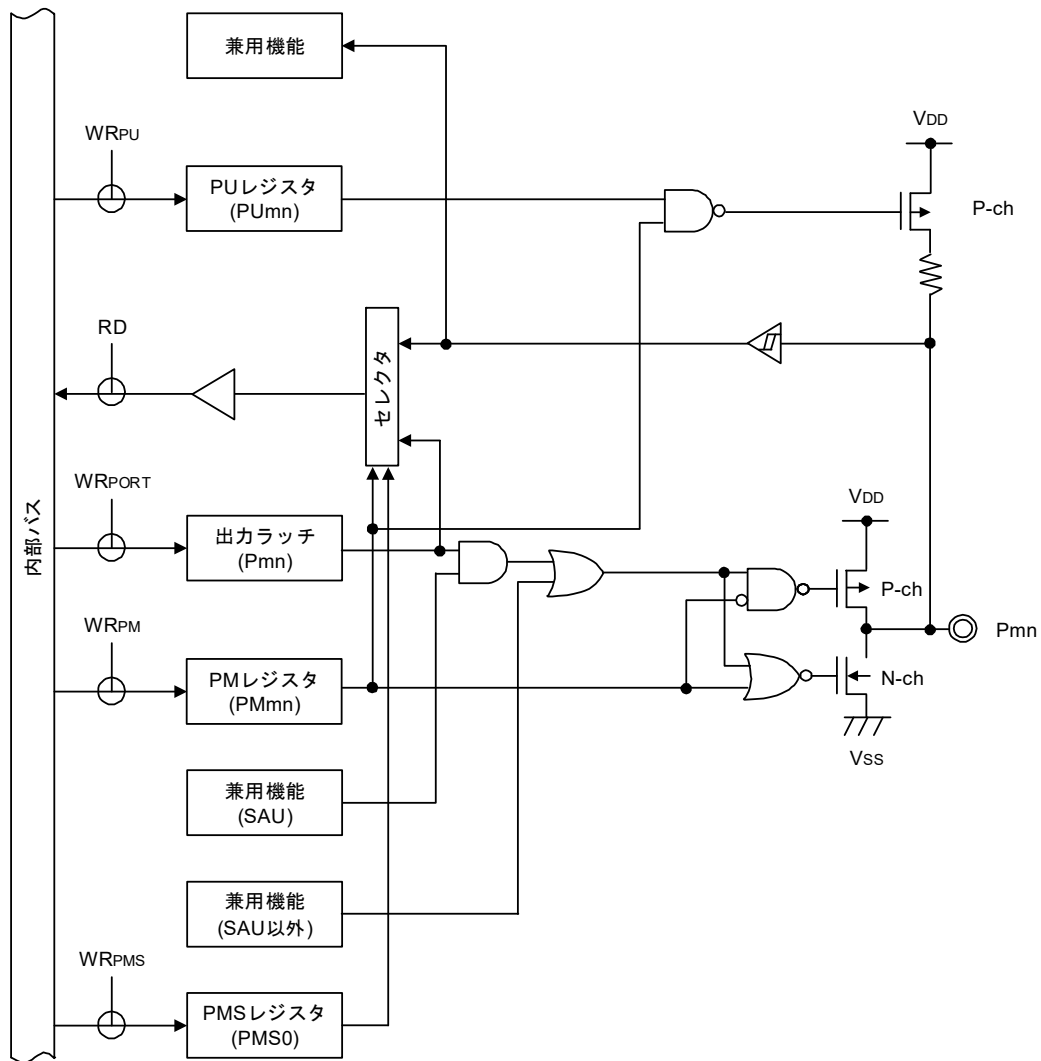 兼用機能
WRPU
PUレジスタ
(PUmn)
VDD
P-ch
RD
セレクタ
内部バス
WRPORT
出力ラッチ
(Pmn)
VDD
P-ch
Pmn
WRPM
PMレジスタ
(PMmn)
N-ch
VSS
兼用機能
(SAU)
兼用機能
(SAU以外)
WRPMS
PMSレジスタ
(PMS0)